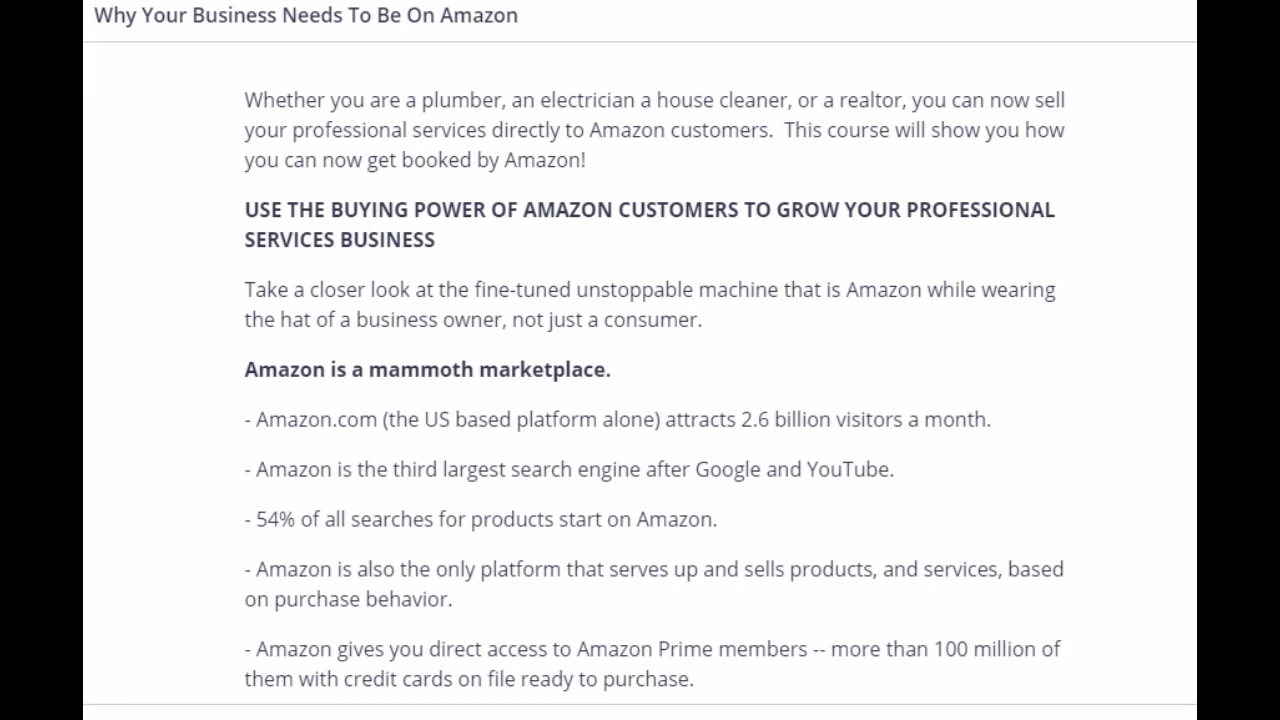 Why Your Business Needs To Be On Amazon
Whether you are a plumber, an electrician a house cleaner, or a realtor, you can now sell
your professional services directly to Amazon customers.  This course will show you how
you can now get booked by Amazon!
USE THE BUYING POWER OF AMAZON CUSTOMERS TO GROW YOUR PROFESSIONAL
SERVICES BUSINESS
Take a closer look at the fine-tuned unstoppable machine that is Amazon while wearing
the hat of a business owner, not just a consumer.
Amazon is a mammoth marketplace.
- Amazon.com (the US based platform alone) attracts 2.6 billion visitors a month.
- Amazon is the third largest search engine after Google and YouTube.
- 54% of all searches for products start on Amazon.
- Amazon is also the only platform that serves up and sells products, and services, based
on purchase behavior.
- Amazon gives you direct access to Amazon Prime members -- more than 100 million of
them with credit cards on file ready to purchase.